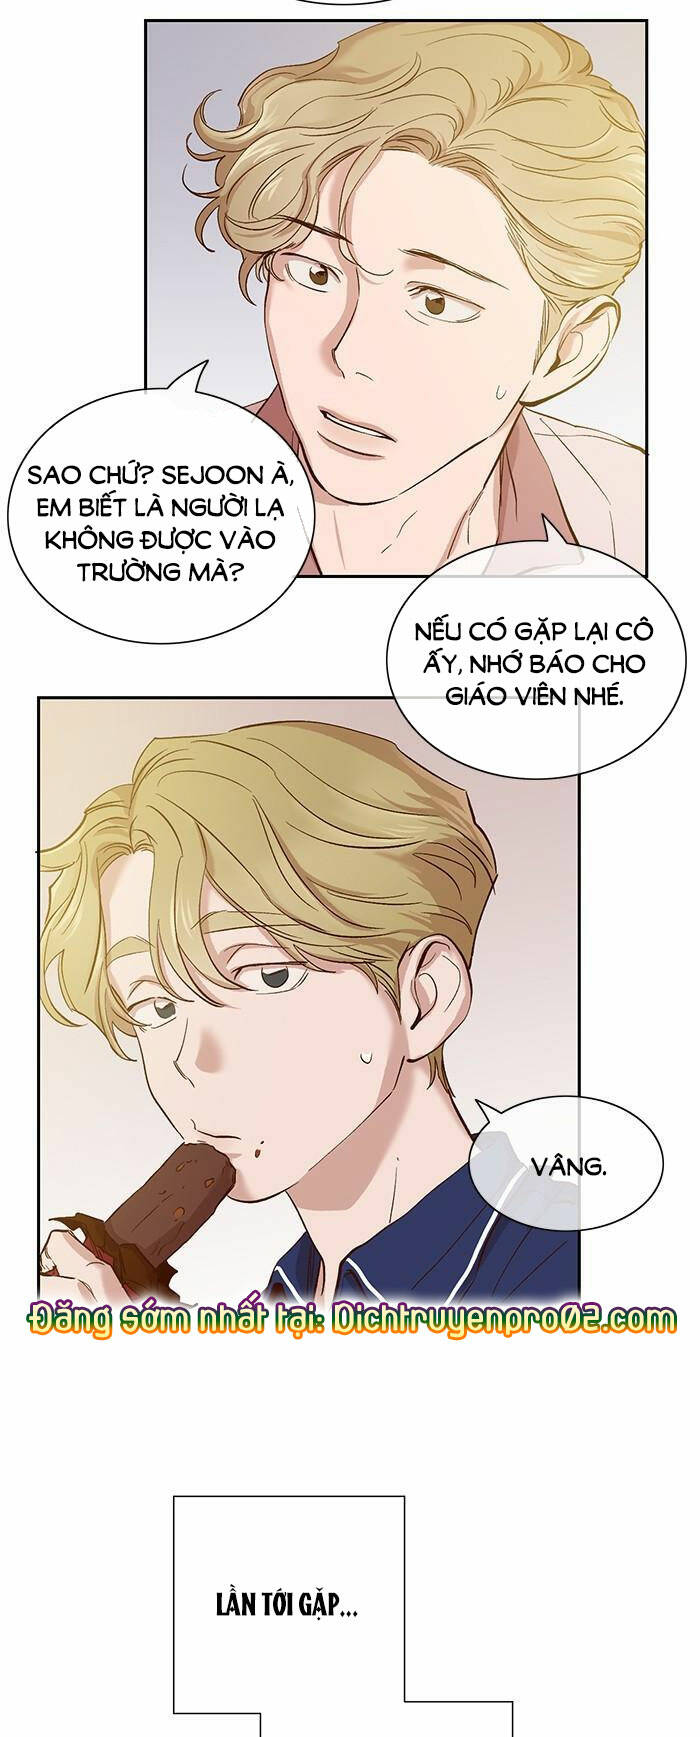 SAO CHỨ? SEJOON À,
EM BIẾT LÀ NGƯỜI LẠ
KHÔNG ĐƯỢC VÀO
TRƯỜNG MÀ?
NẾU CÓ GẶP LẠI CÔ
ẤY, NHỚ BÁO CHO
GIÁO VIÊN NHÉ.
VÂNG.
Đăng sớm nhất tại: Dichtruyenpro02.com
LẦN TỚI GẶP...